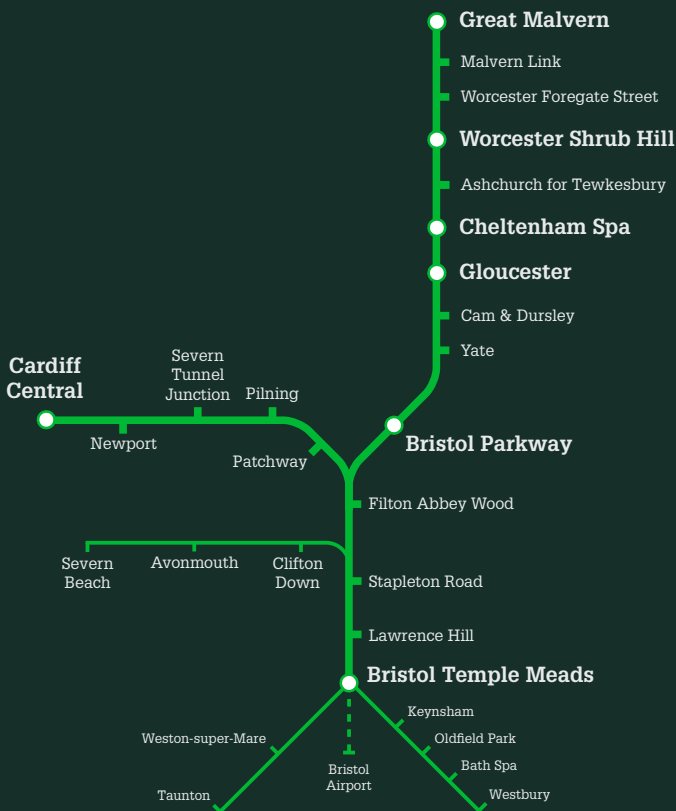 Great Malvern
Malvern Link
Worcester Foregate Street
Worcester Shrub Hill
Ashchurch for Tewkesbury
Cheltenham Spa
Gloucester
Cam & Dursley
Yate
Cardiff
Central
Severn
Tunnel
Junction
Pilning
Newport
Patchway
Bristol Parkway
Filton Abbey Wood
Severn
Beach
Avonmouth
Clifton
Down
Stapleton Road
Lawrence Hill
Bristol Temple Meads
Keynsham
Weston-super-Mare
Oldfield Park
Bristol
Airport
Bath Spa
Taunton
Westbury